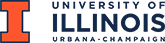 I UNIVERSITY OF
ILLINOIS
URBANA-CHAMPAIGN